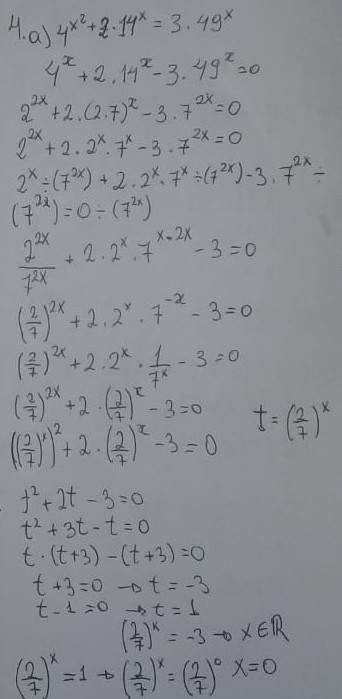 4. a) 4^x² + 2 · 14^x = 3 . 49^x
4^x + 2 . 14^x - 3 . 49^x = 0
2^2x + 2 . (2 . 7)^x - 3 . 7^2x = 0
2^2x + 2 . 2^x . 7^x - 3 . 7^2x = 0
2^x ÷ (7^2x) + 2 . 2^x . 7^x ÷ (7^2x) - 3 . 7^2x ÷
(7^2x) = 0 ÷ (7^2x)
2^2x/7^2x + 2 . 2^x . 7^x-2x - 3 = 0
(2/7)^2x + 2 . 2^x . 7^-x - 3 = 0
(2/7)^2x + 2 . 2^x . 1/7^x - 3 = 0
(2/7)^2x + 2 · (2/7)^x - 3 = 0 t = (2/7)^x
((2/7)^x)^2 + 2 · (2/7)^x - 3 = 0
t² + 2t - 3 = 0
t² + 3t - t = 0
t · (t + 3) - (t + 3) = 0
t + 3 = 0 → t = -3
t - 1 = 0 → t = 1
(2/7)^x = -3 → X ∈ ℝ
(2/7)^x = 1 → (2/7)^x = (2/7)^0 X = 0